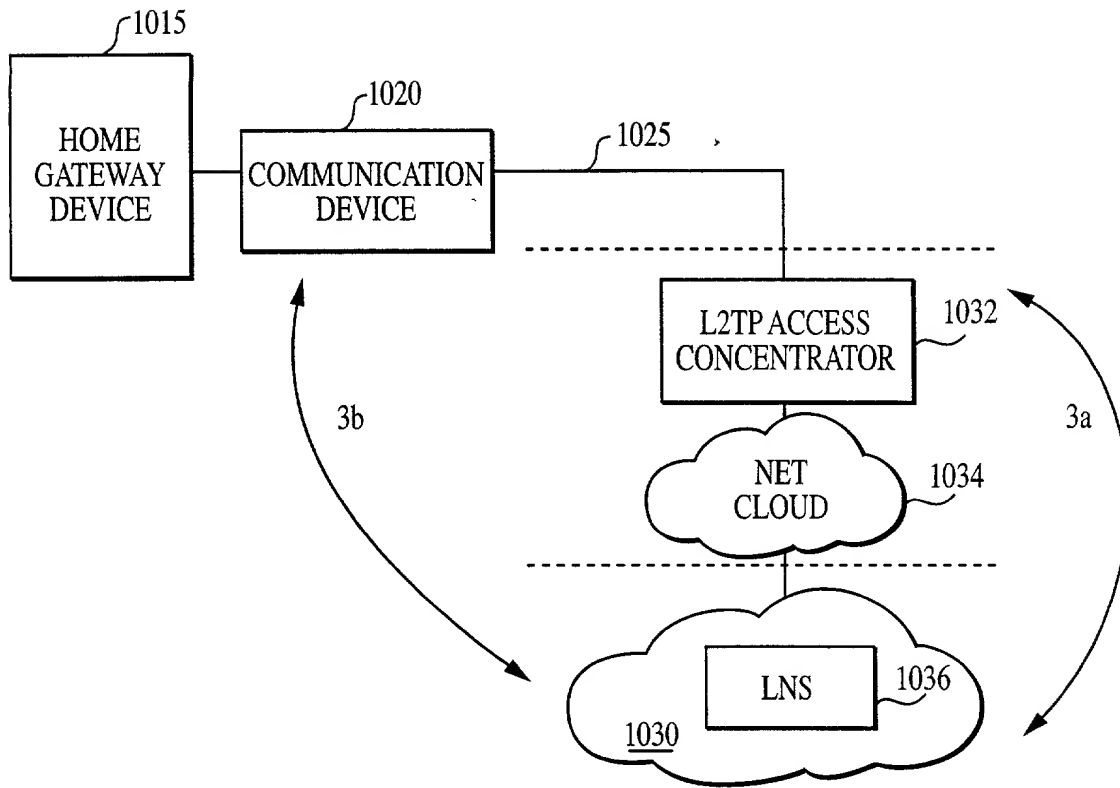 1015
HOME
GATEWAY
DEVICE
1020
COMMUNICATION
DEVICE
1025
L2TP ACCESS
CONCENTRATOR
1032
3b
3a
NET
CLOUD
1034
LNS
1036
1030